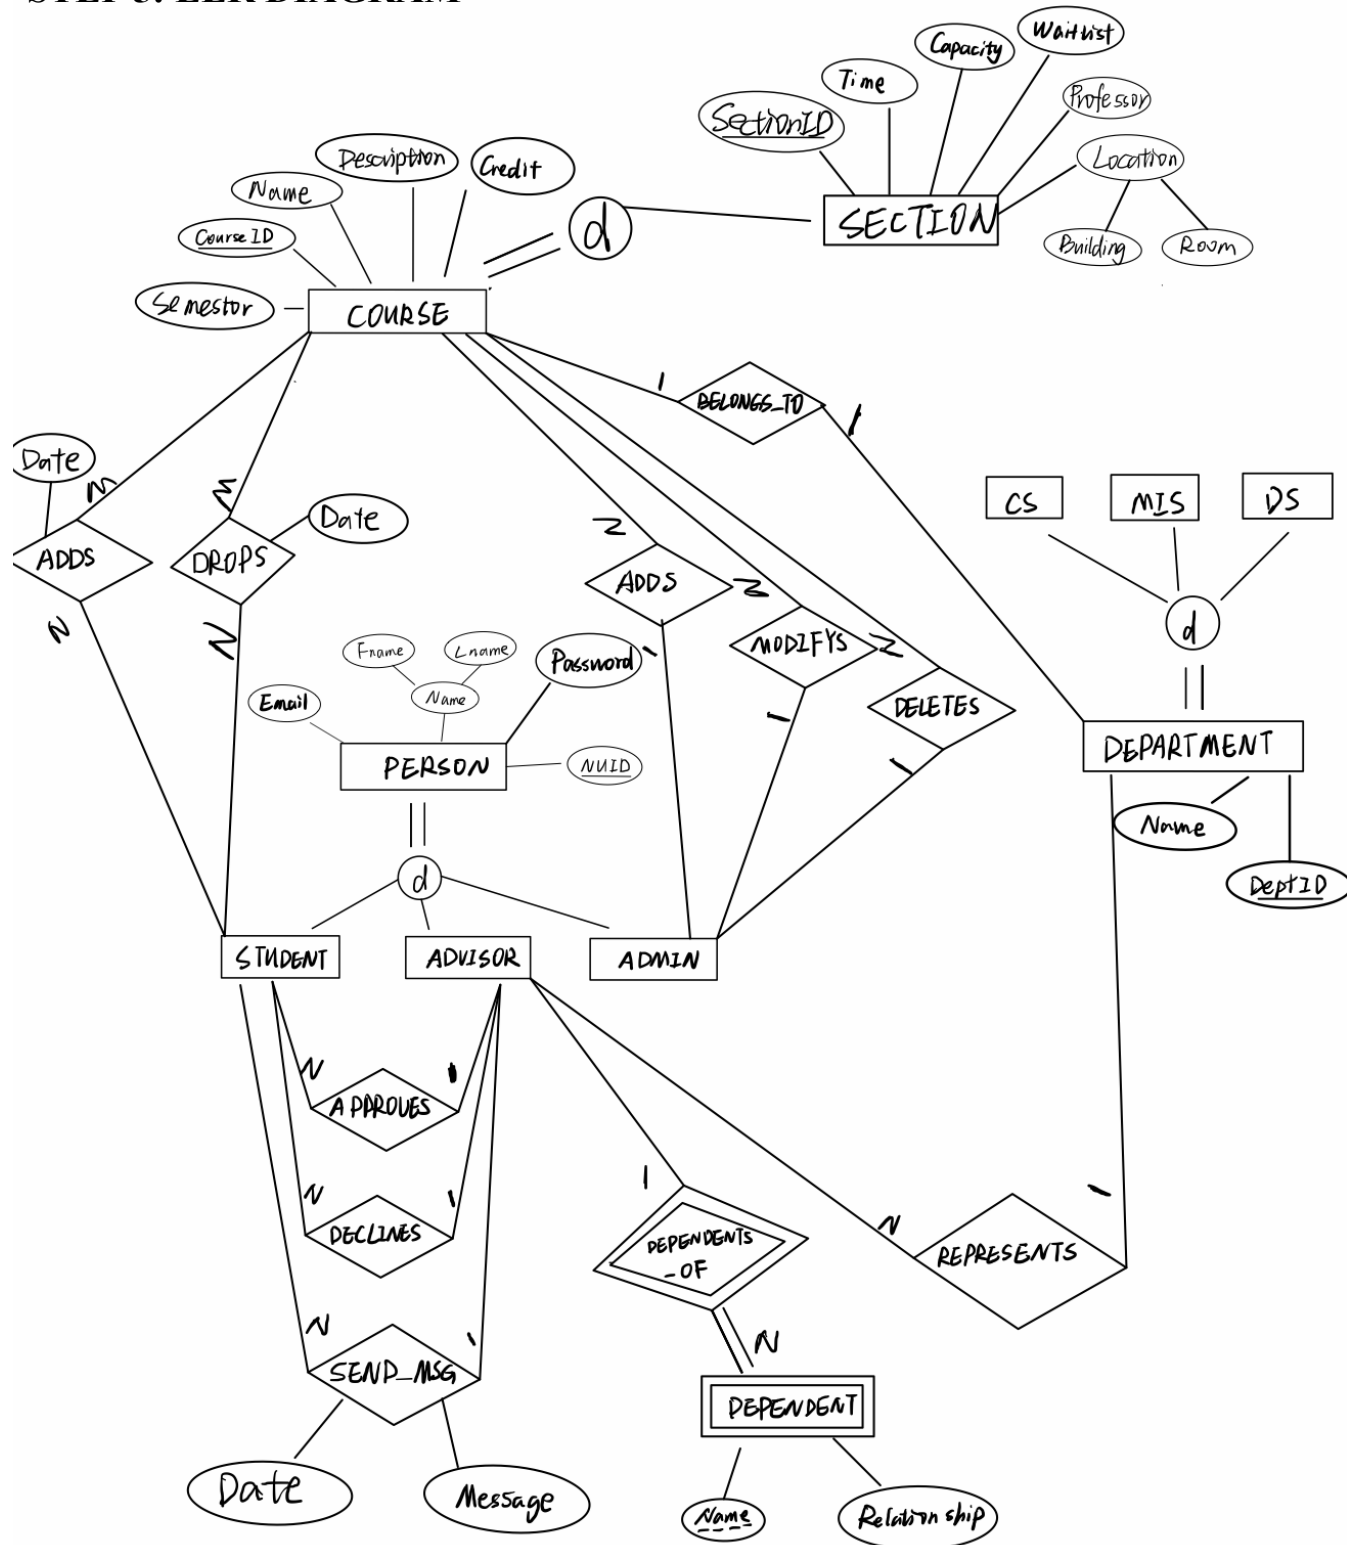 STEP 3: EER DIAGRAM
Waitlist
Capacity
Time
Professor
SectionID
Description
Credit
Location
Name
d
SECTION
Course ID
Building
Room
Semestor
COURSE
1
BELONGS_TO
1
Date
M
M
CS
MIS
DS
Date
N
ADDS
DROPS
ADDS
N
d
N
N
Fname
Lname
Password
1
MODIFYS
N
Name
Email
1
DELETES
DEPARTMENT
PERSON
NUID
1
Name
d
DeptID
STUDENT
ADVISOR
ADMIN
N
1
APPROVES
N
1
1
1
DECLINES
N
DEPENDENTS
_OF
REPRESENTS
N
1
N
SEND_MSG
DEPENDENT
Date
Message
Name
Relationship